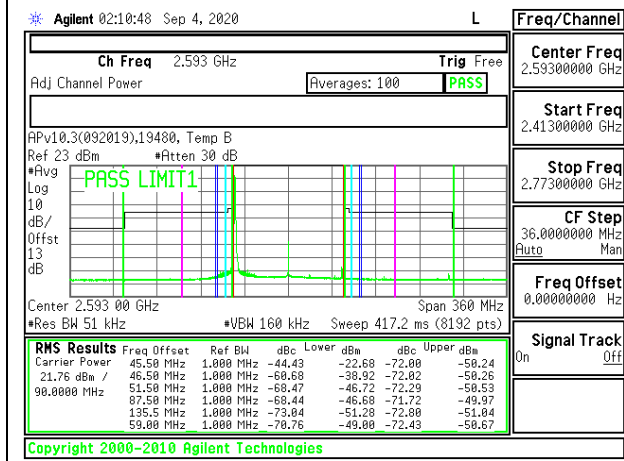 Agilent 02:10:48 Sep 4, 2020 L
Freq/Channel
Ch Freq 2.593 GHz Trig Free
Adj Channel Power Averages: 100 PASS
Center Freq
2.59300000 GHz
Start Freq
2.41300000 GHz
Stop Freq
2.77300000 GHz
CF Step
36.0000000 MHz
Auto Man
Freq Offset
0.00000000 Hz
Signal Track
On Off
APv10.3(092019),19480, Temp B
Ref 23 dBm #Atten 30 dB
#Avg
Log
10
dB/
Offst
13
dB
PASS LIMIT1
Center 2.593 00 GHz Span 360 MHz
#Res BW 51 kHz #VBW 160 kHz Sweep 417.2 ms (8192 pts)
RMS Results Freq Offset Ref BW dBc Lower dBm dBc Upper dBm
Carrier Power 45.50 MHz 1.000 MHz -44.43 -22.68 -72.00 -50.24
21.76 dBm / 46.50 MHz 1.000 MHz -60.68 -38.92 -72.02 -50.26
90.0000 MHz 51.50 MHz 1.000 MHz -68.47 -46.72 -72.29 -50.53
87.50 MHz 1.000 MHz -68.44 -46.68 -71.72 -49.97
135.5 MHz 1.000 MHz -73.04 -51.28 -72.80 -51.04
59.00 MHz 1.000 MHz -70.76 -49.00 -72.43 -50.67
Copyright 2000-2010 Agilent Technologies